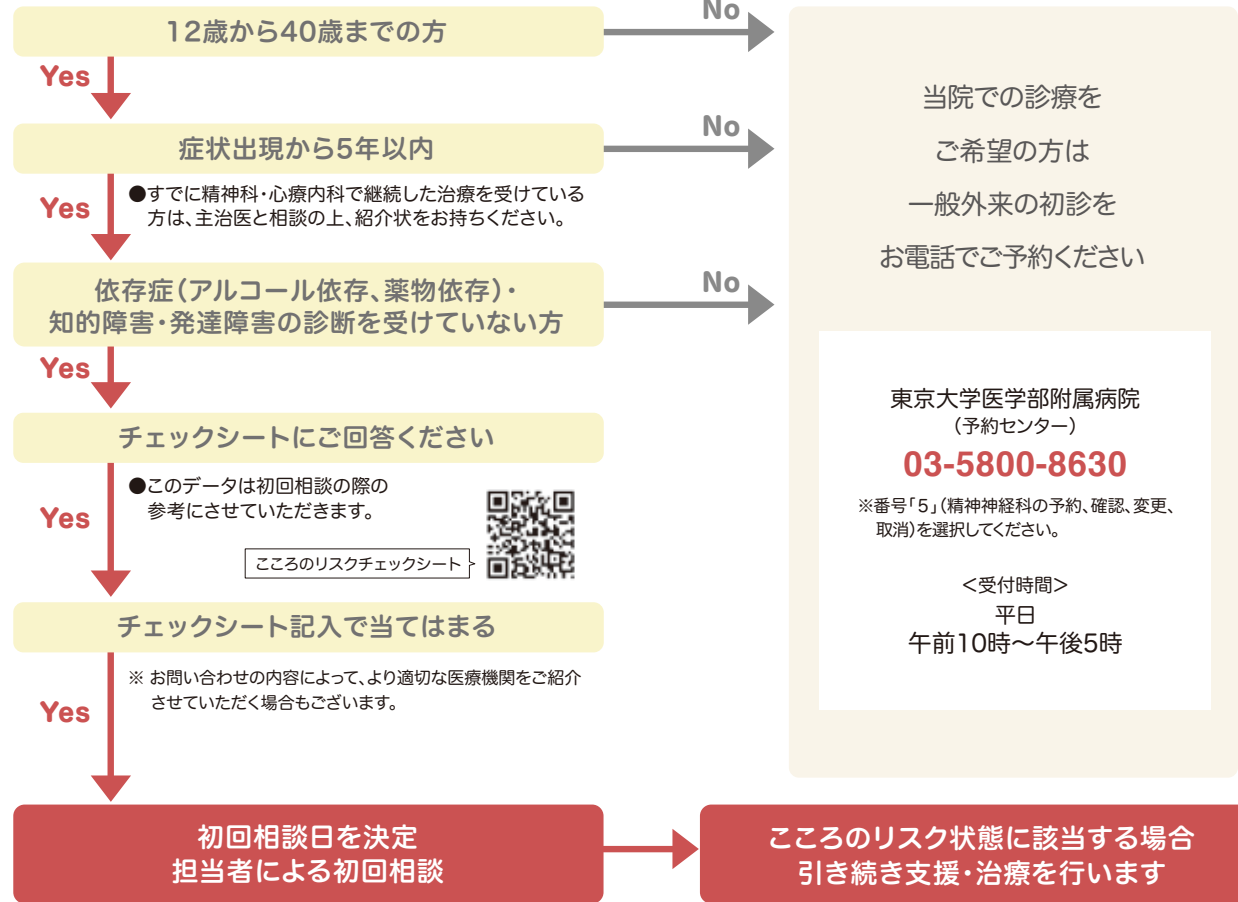 12歳から40歳までの方
No
Yes
症状出現から5年以内
No
Yes
●すでに精神科・心療内科で継続した治療を受けている
方は、主治医と相談の上、紹介状をお持ちください。
依存症(アルコール依存、薬物依存)・
知的障害・発達障害の診断を受けていない方
No
Yes
チェックシートにご回答ください
Yes
●このデータは初回相談の際の
参考にさせていただきます。
こころのリスクチェックシート
チェックシート記入で当てはまる
Yes
※ お問い合わせの内容によって、より適切な医療機関をご紹介
させていただく場合もございます。
初回相談日を決定
担当者による初回相談
こころのリスク状態に該当する場合
引き続き支援・治療を行います
当院での診療を
ご希望の方は
一般外来の初診を
お電話でご予約ください
東京大学医学部附属病院
(予約センター)
03-5800-8630
※番号「5」(精神神経科の予約、確認、変更、
取消)を選択してください。
<受付時間>
平日
午前10時〜午後5時